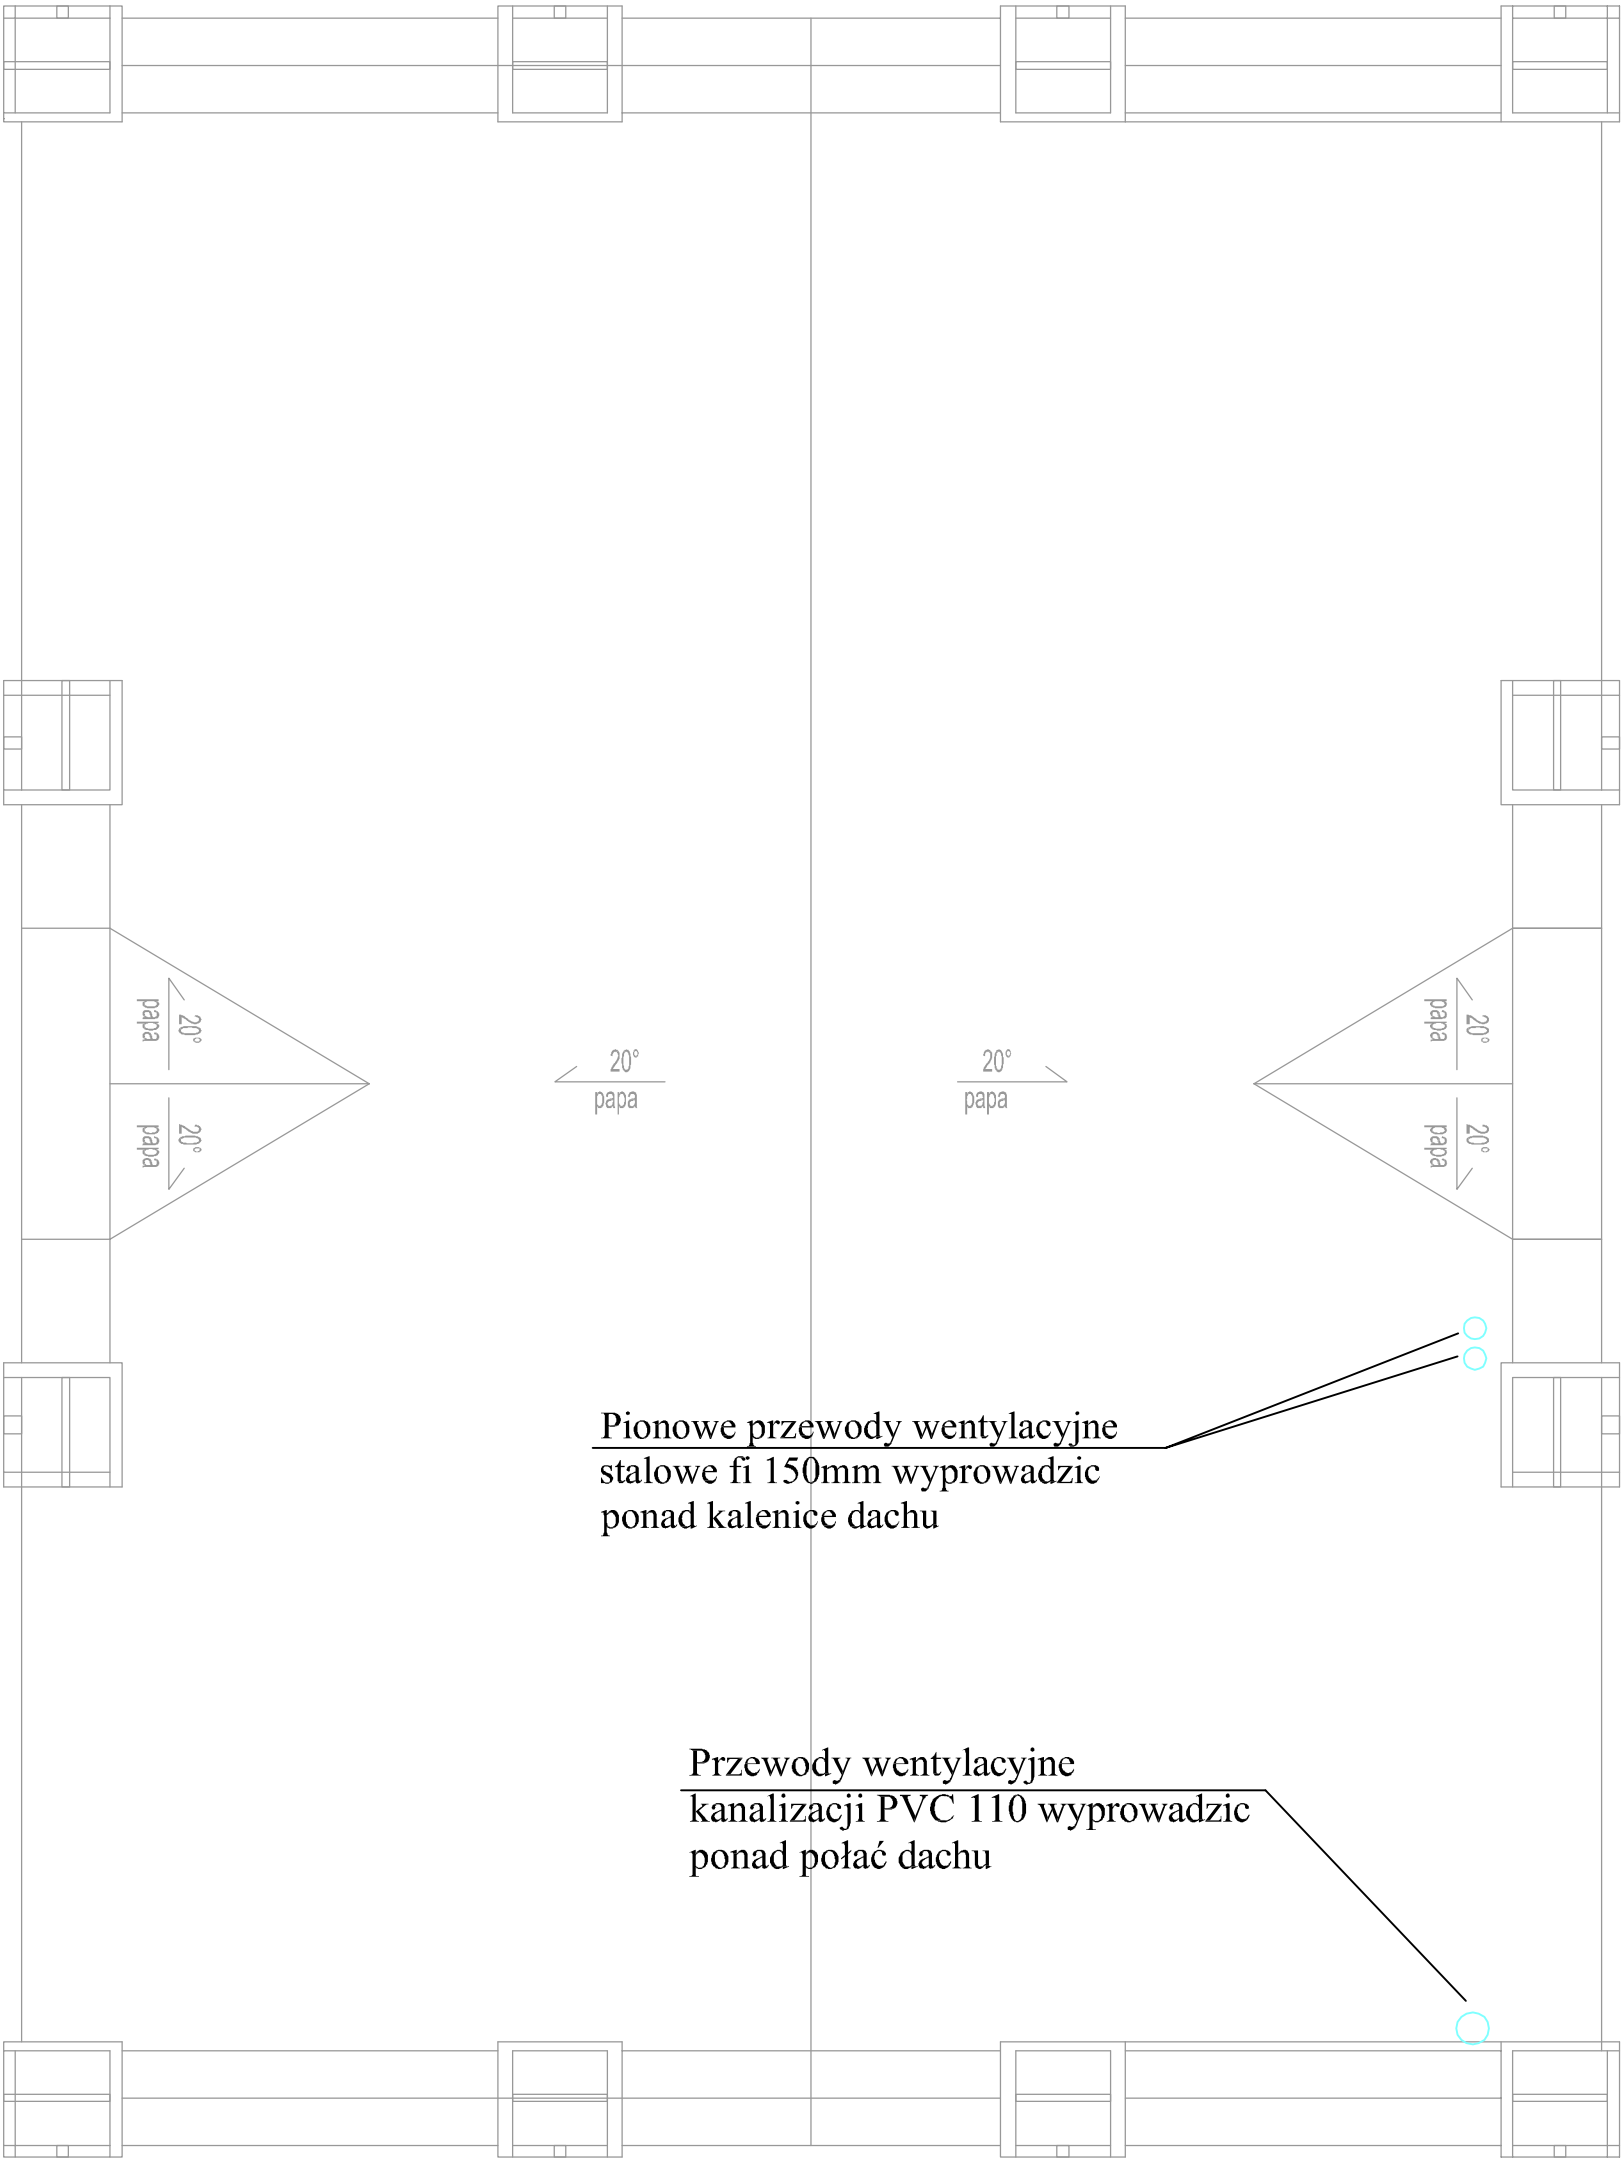 20°
papa
20°
papa
20°
papa
20°
papa
20°
papa
20°
papa
Pionowe przewody wentylacyjne
stalowe fi 150mm wyprowadzic
ponad kalenice dachu
Przewody wentylacyjne
kanalizacji PVC 110 wyprowadzic
ponad połać dachu